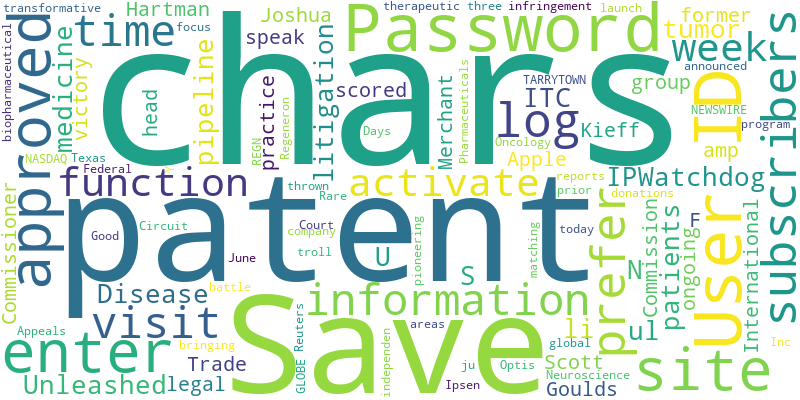 transformative
Hartman
Joshua
therapeutic
three
infringement
launch
biopharmaceutical
approved
medicine
victory
time
head
pipeline
speak
focus
former
tumor
week
announced
subscribers
practice
litigation
scored
Password
TARRYTOWN
group
NEWSWIRE
program
chars
REGN
Regeneron
Merchant
Pharmaceuticals
ITC
log
Kieff
ID
NASDAQ
Texas
Federal
Days
Oncology
Apple
amp
function
thrown
Rare
activate
reports
prior
donations
IPWatchdog
Commissioner
Good
Circuit
patent
Court
company
troll
U
S
pioneering
matching
today
F
prefer
N
Commission
patients
ongoing
User
International
June
Disease
battle
information
areas
GLOBE
Reuters
independen
li
ul
global
visit
Appeals
bringing
Save
enter
Unleashed
Trade
legal
ju
Ipsen
Optis
Scott
Neuroscience
Goulds
site
Inc